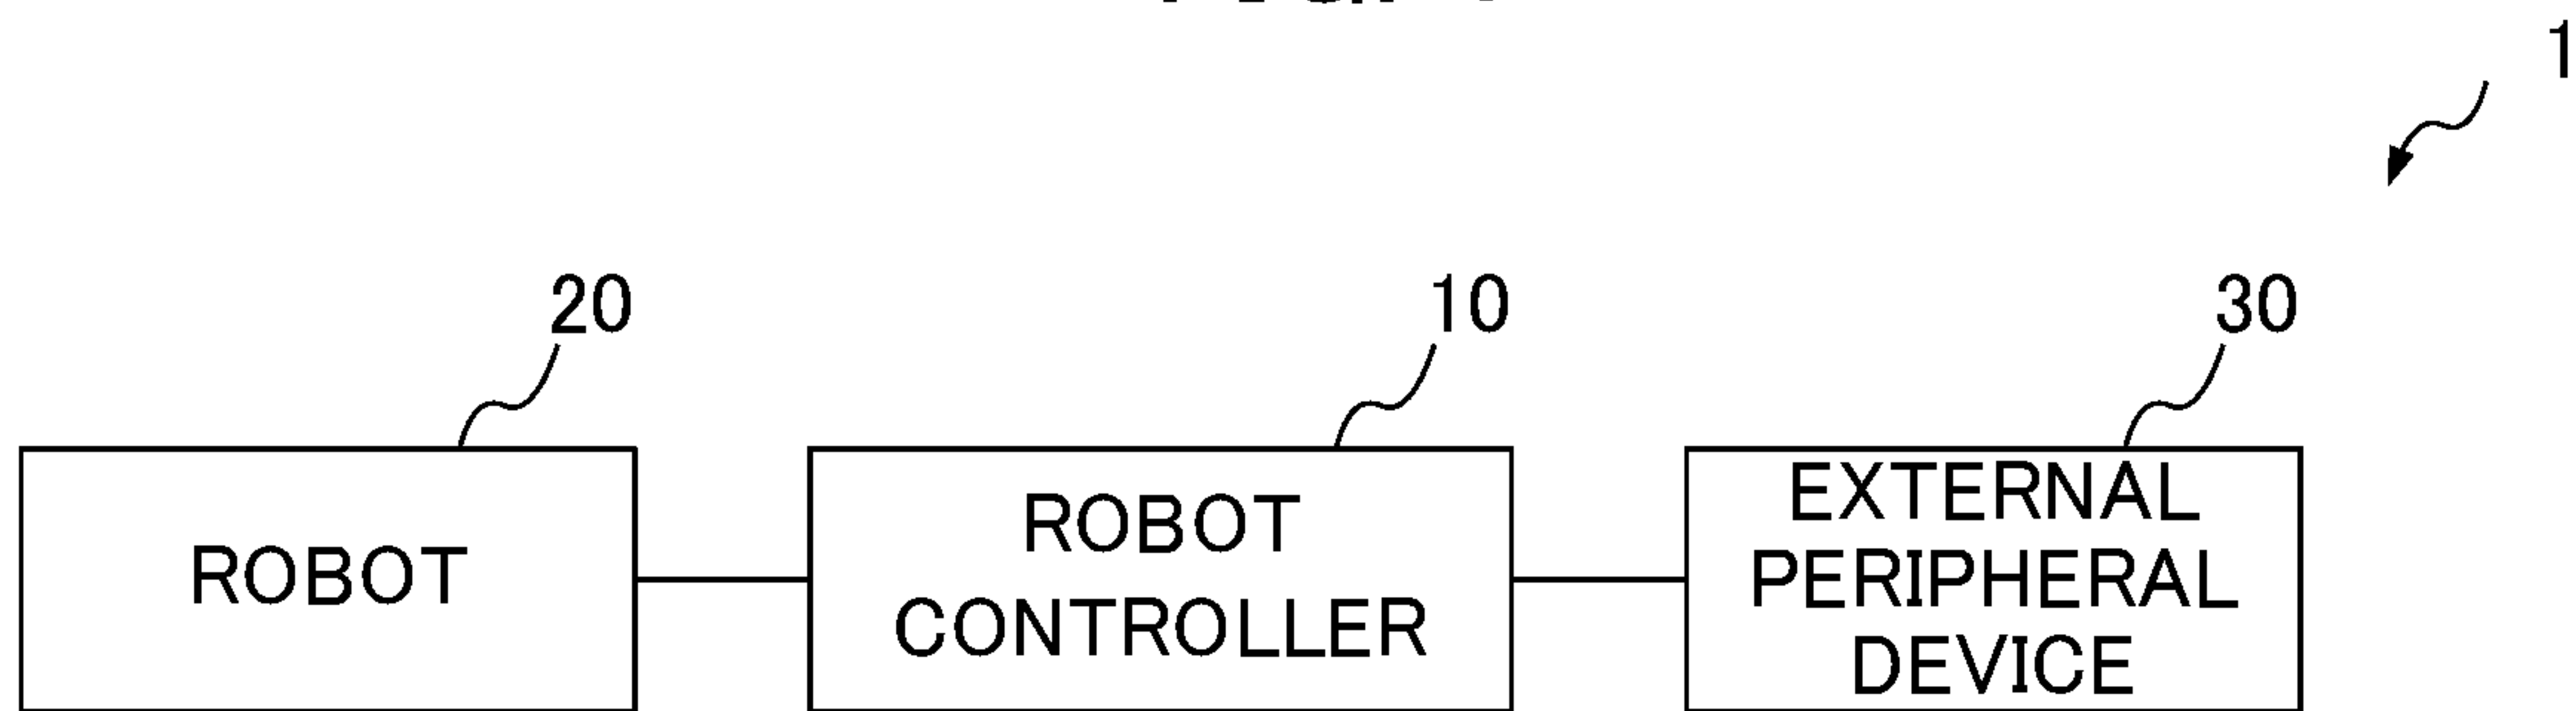 1
20
10
30
ROBOT
ROBOT
CONTROLLER
EXTERNAL
PERIPHERAL
DEVICE